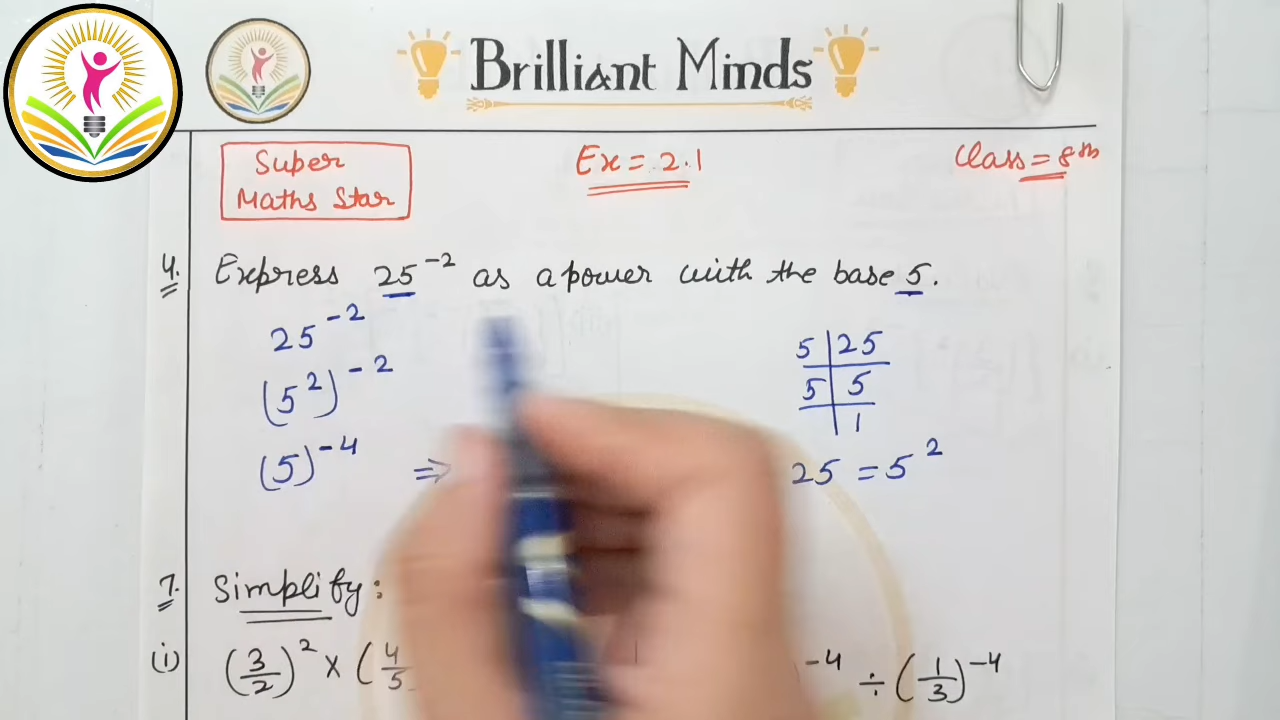 Brilliant Minds
Super
Maths Star
Ex = 2.1
Class = 8th
4. Express 25⁻² as a power with the base 5.
25⁻²
(5²)⁻²
(5)⁻⁴ ⇒
5 | 25
5 | 5
1
25 = 5²
7. Simplify:
(i) (3/2)² × (4/5
⁻⁴ ÷ (1/3)⁻⁴